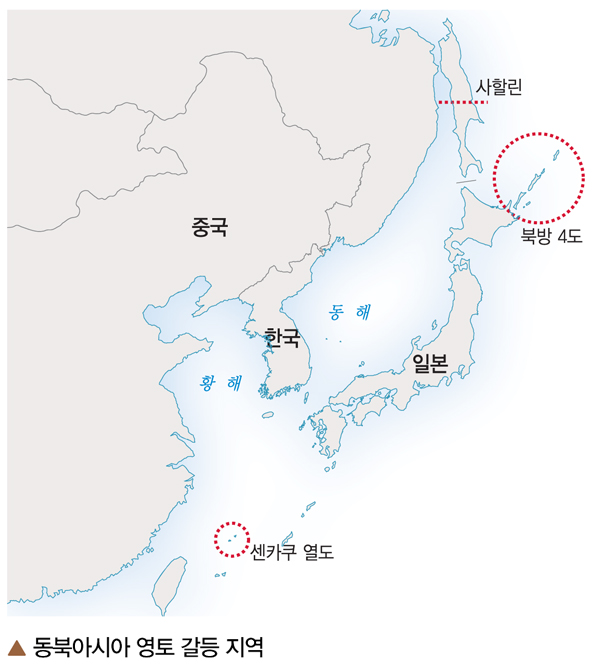 사할린
북방 4도
중국
동 해
한국
일본
황 해
센카쿠 열도
▲ 동북아시아 영토 갈등 지역